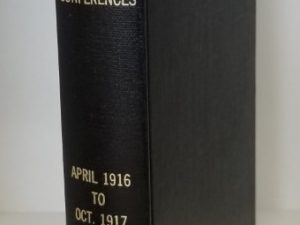 CONFERENCES
APRIL 1916
TO
OCT. 1917